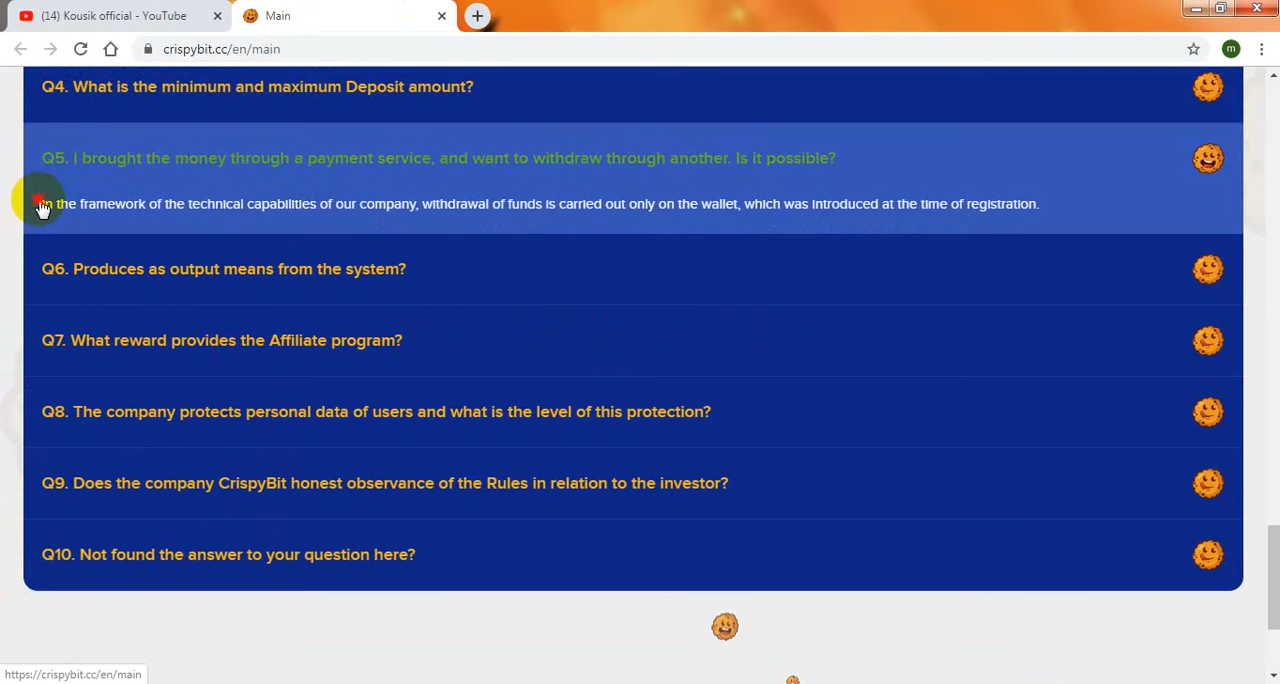 (14) Kousik official - YouTube
Main
crispybit.cc/en/main
m
Q4. What is the minimum and maximum Deposit amount?
Q5. I brought the money through a payment service, and want to withdraw through another. Is it possible?
In the framework of the technical capabilities of our company, withdrawal of funds is carried out only on the wallet, which was introduced at the time of registration.
Q6. Produces as output means from the system?
Q7. What reward provides the Affiliate program?
Q8. The company protects personal data of users and what is the level of this protection?
Q9. Does the company CrispyBit honest observance of the Rules in relation to the investor?
Q10. Not found the answer to your question here?
https://crispybit.cc/en/main